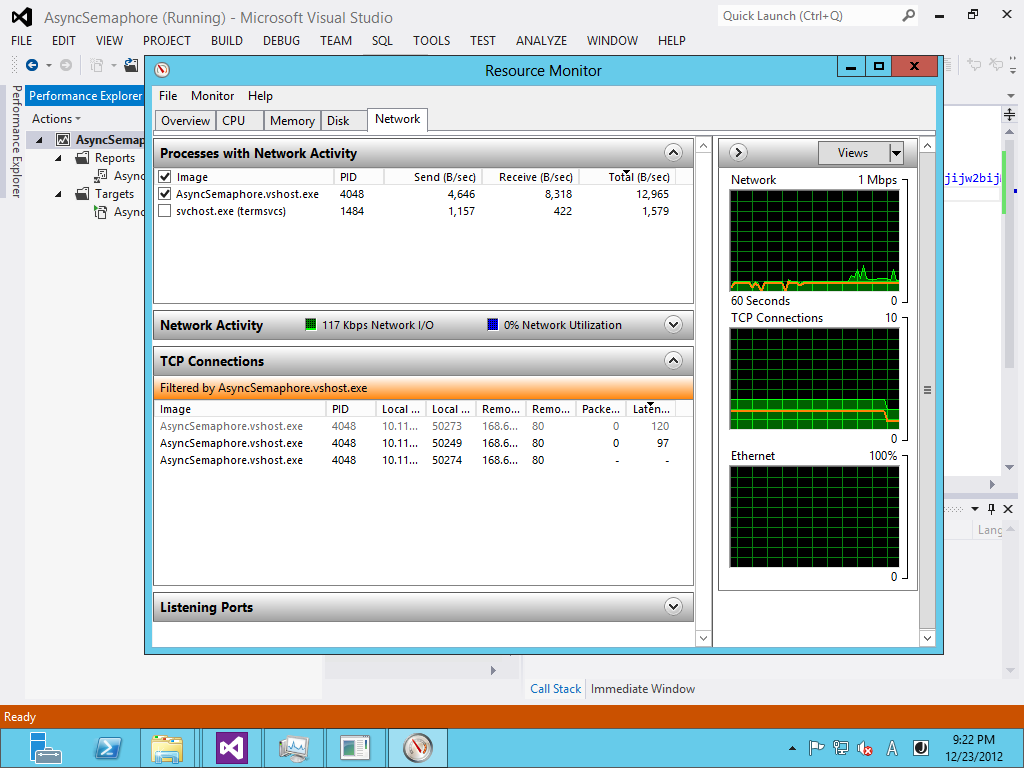 AsyncSemaphore (Running) - Microsoft Visual Studio
Quick Launch (Ctrl+Q)
FILE EDIT VIEW PROJECT BUILD DEBUG TEAM SQL TOOLS TEST ANALYZE WINDOW HELP
Performance Explorer
Performance Explorer
Actions
AsyncSemap
Reports
Async
Targets
Async
Resource Monitor
File Monitor Help
Overview CPU Memory Disk Network
Processes with Network Activity
Image PID Send (B/sec) Receive (B/sec) Total (B/sec)
AsyncSemaphore.vshost.exe 4048 4,646 8,318 12,965
svchost.exe (termsvcs) 1484 1,157 422 1,579
Network Activity 117 Kbps Network I/O 0% Network Utilization
TCP Connections
Filtered by AsyncSemaphore.vshost.exe
Image PID Local ... Local ... Remo... Remo... Packe... Laten...
AsyncSemaphore.vshost.exe 4048 10.11... 50273 168.6... 80 0 120
AsyncSemaphore.vshost.exe 4048 10.11... 50249 168.6... 80 0 97
AsyncSemaphore.vshost.exe 4048 10.11... 50274 168.6... 80 - -
Listening Ports
Views
Network 1 Mbps
60 Seconds 0
TCP Connections 10
0
Ethernet 100%
0
jijw2bij
Lang
Call Stack Immediate Window
Ready
A
9:22 PM
12/23/2012